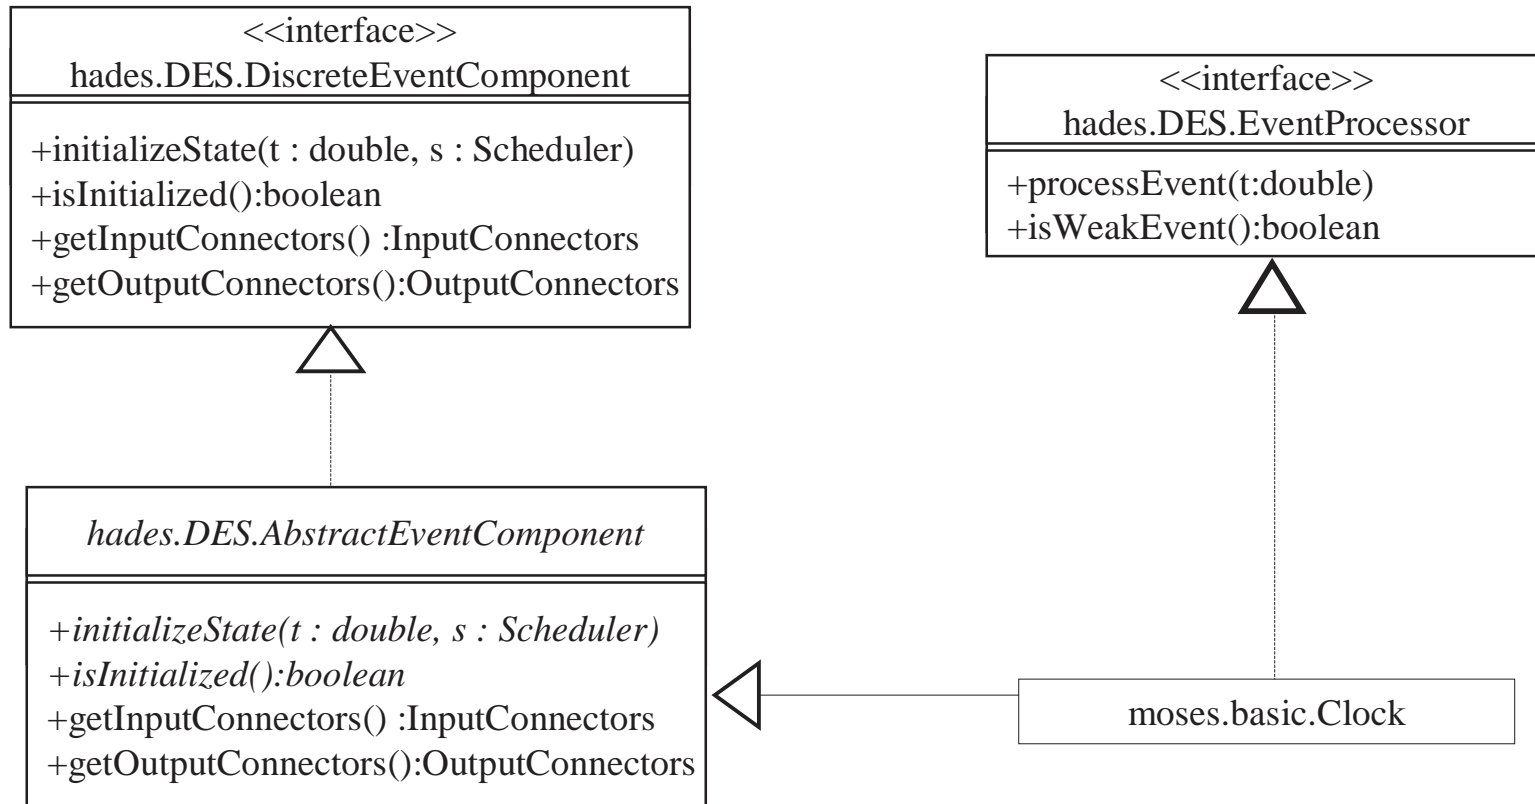 <<interface>>
hades.DES.DiscreteEventComponent
+initializeState(t : double, s : Scheduler)
+isInitialized():boolean
+getInputConnectors() :InputConnectors
+getOutputConnectors():OutputConnectors
<<interface>>
hades.DES.EventProcessor
+processEvent(t:double)
+isWeakEvent():boolean
hades.DES.AbstractEventComponent
+initializeState(t : double, s : Scheduler)
+isInitialized():boolean
+getInputConnectors() :InputConnectors
+getOutputConnectors():OutputConnectors
moses.basic.Clock